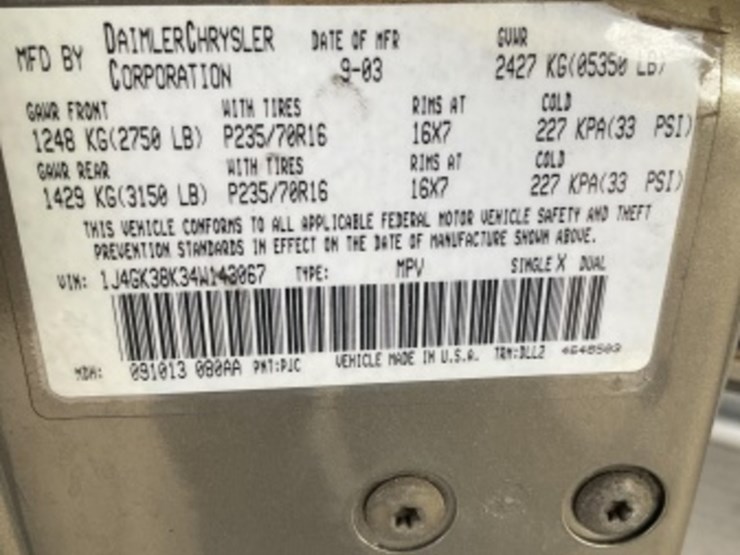 MFD BY DAIMLERCHRYSLER CORPORATION DATE OF MFR 9-03 GVWR 2427 KG(05350 LB)
GAWR FRONT WITH TIRES RIMS AT COLD
1248 KG(2750 LB) P235/70R16 16X7 227 KPA(33 PSI)
GAWR REAR WITH TIRES RIMS AT COLD
1429 KG(3150 LB) P235/70R16 16X7 227 KPA(33 PSI)
THIS VEHICLE CONFORMS TO ALL APPLICABLE FEDERAL MOTOR VEHICLE SAFETY AND THEFT
PREVENTION STANDARDS IN EFFECT ON THE DATE OF MANUFACTURE SHOWN ABOVE.
VIN: 1J4GK38K34W143067 TYPE: MPV SINGLE X DUAL
MDH: 091013 080AA PNT:PJC VEHICLE MADE IN U.S.A. TRM:DLL2